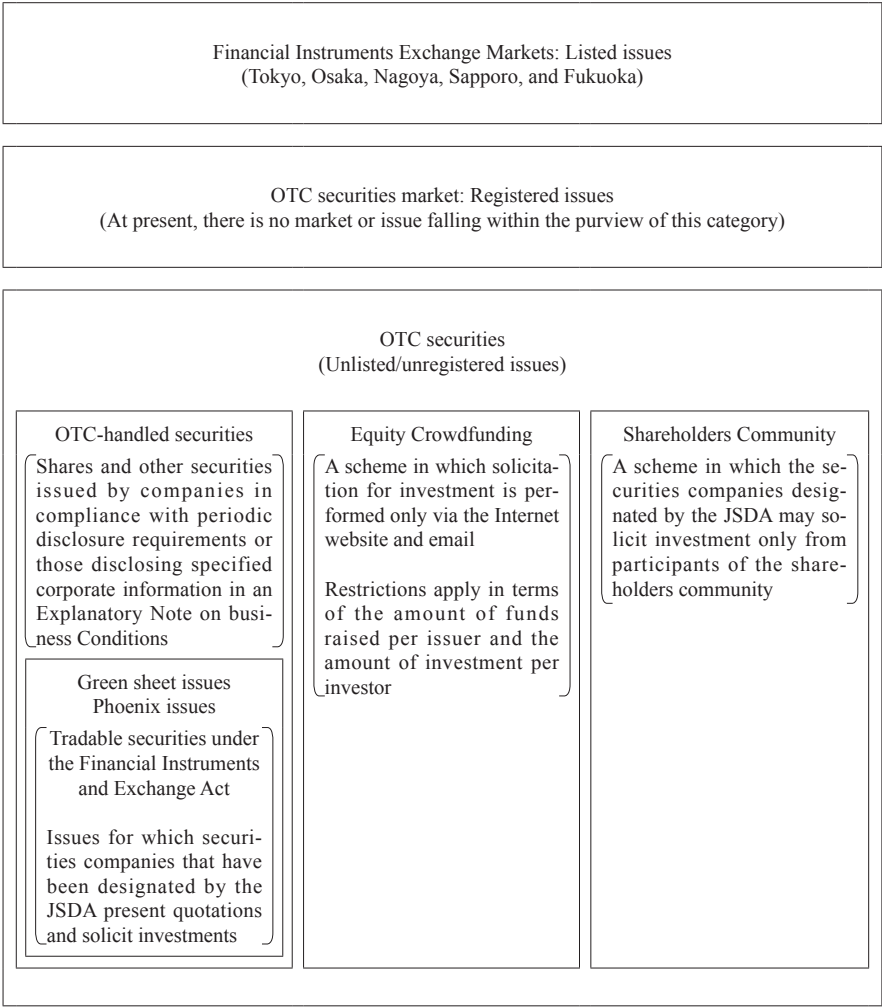 Financial Instruments Exchange Markets: Listed issues
(Tokyo, Osaka, Nagoya, Sapporo, and Fukuoka)
OTC securities market: Registered issues
(At present, there is no market or issue falling within the purview of this category)
OTC securities
(Unlisted/unregistered issues)
OTC-handled securities
Shares and other securities
issued by companies in
compliance with periodic
disclosure requirements or
those disclosing specified
corporate information in an
Explanatory Note on busi-
ness Conditions
Green sheet issues
Phoenix issues
Tradable securities under
the Financial Instruments
and Exchange Act
Issues for which securi-
ties companies that have
been designated by the
JSDA present quotations
and solicit investments
Equity Crowdfunding
A scheme in which solicita-
tion for investment is per-
formed only via the Internet
website and email
Restrictions apply in terms
of the amount of funds
raised per issuer and the
amount of investment per
investor
Shareholders Community
A scheme in which the se-
curities companies desig-
nated by the JSDA may so-
licit investment only from
participants of the share-
holders community